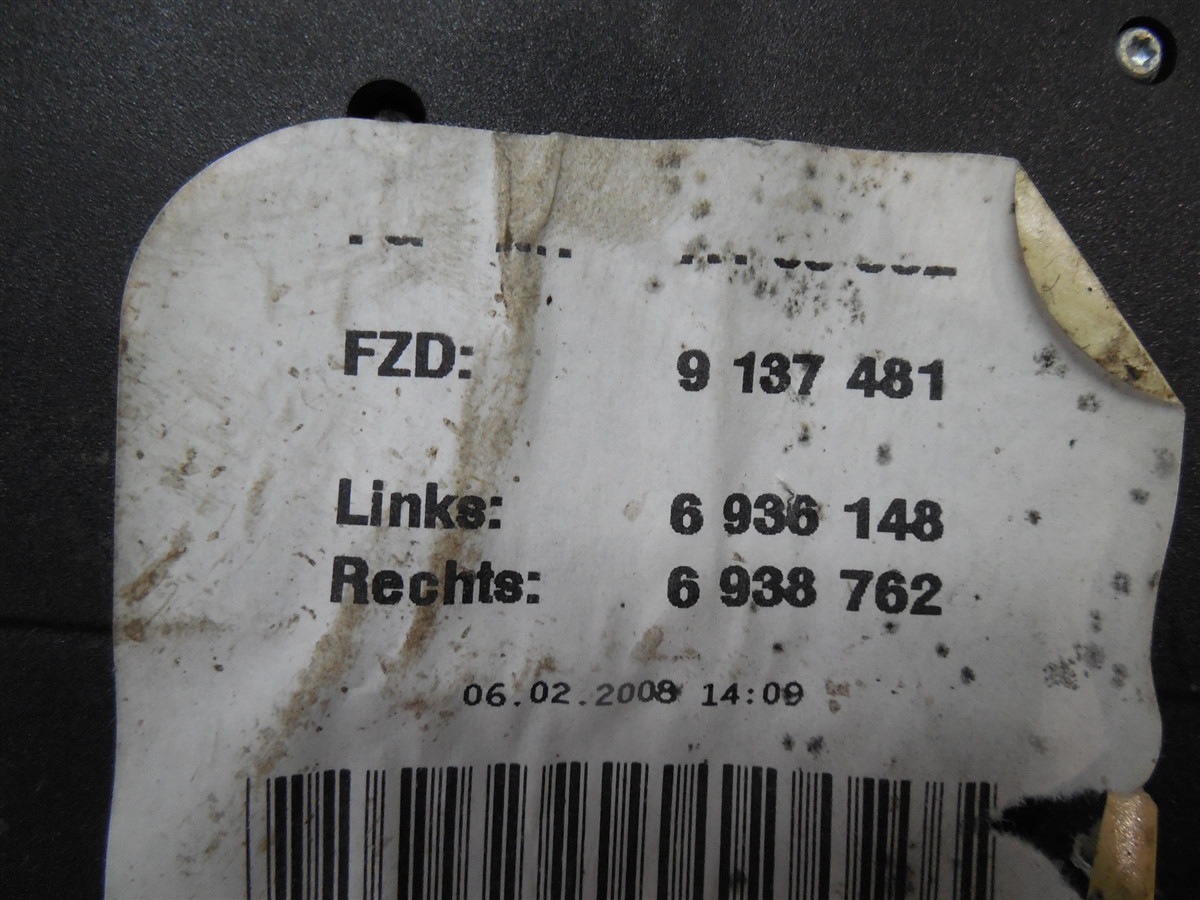 FZD: 9 137 481
Links: 6 936 148
Rechts: 6 938 762
06.02.2008 14:09